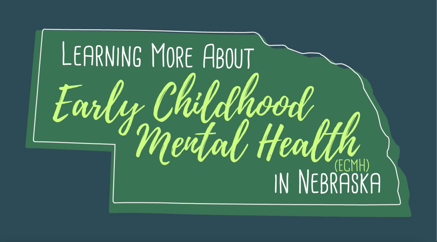 Learning More About
Early Childhood
Mental Health
(ECMH)
in Nebraska